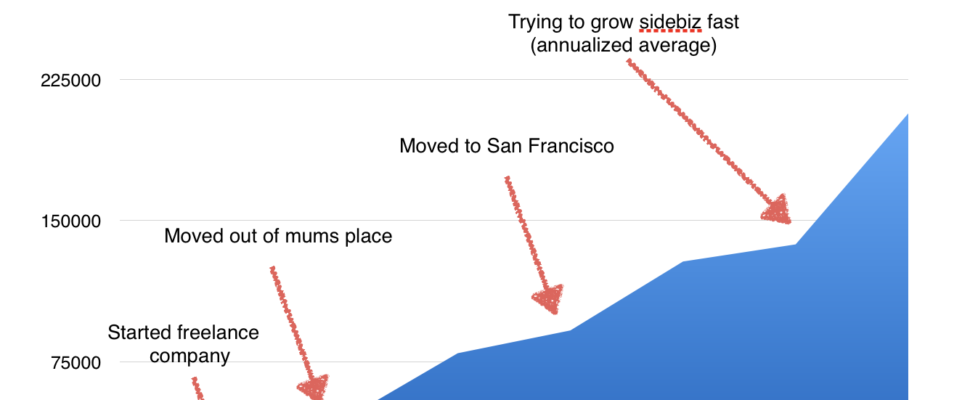 Trying to grow sidebiz fast
(annualized average)
225000
Moved to San Francisco
150000
Moved out of mums place
Started freelance
company
75000